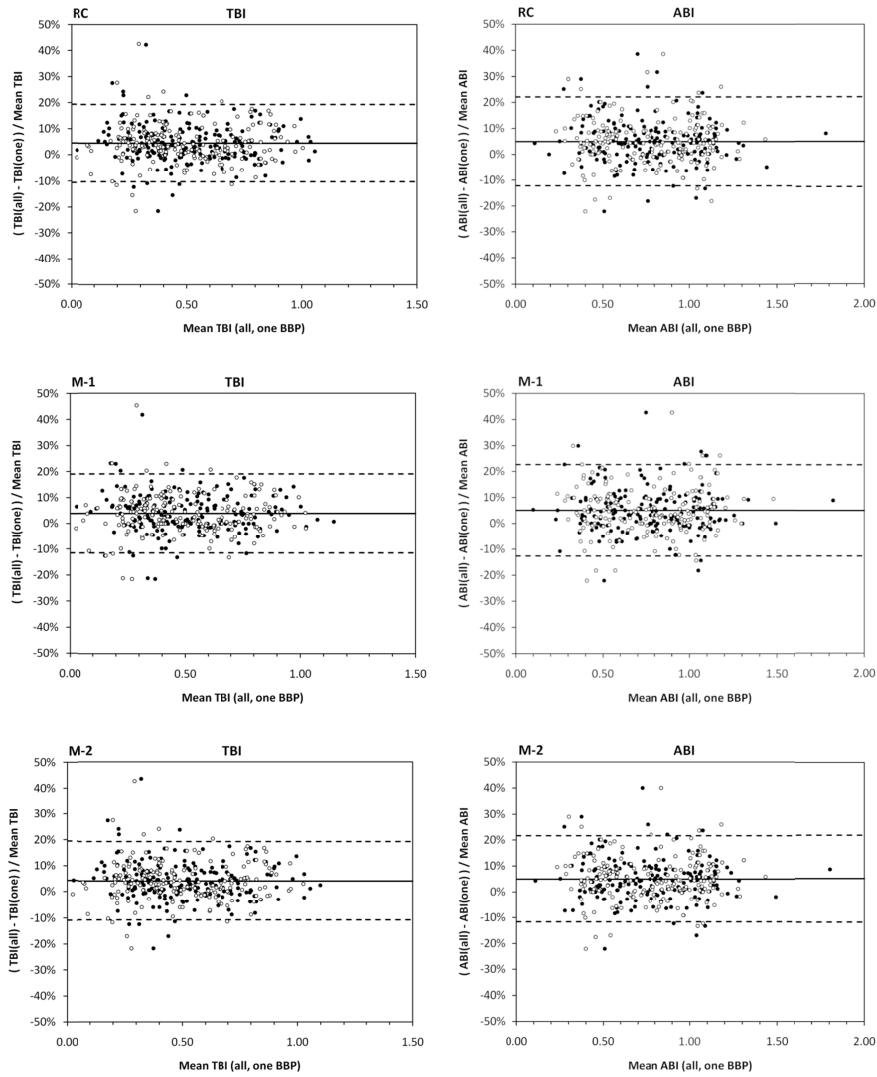 RC TBI
50%
40%
30%
20%
10%
0%
-10%
-20%
-30%
-40%
-50%
( TBI(all) - TBI(one)) / Mean TBI
0.00 0.50 1.00 1.50
Mean TBI (all, one BBP)
RC ABI
50%
40%
30%
20%
10%
0%
-10%
-20%
-30%
-40%
-50%
( ABI(all) - ABI(one)) / Mean ABI
0.00 0.50 1.00 1.50 2.00
Mean ABI (all, one BBP)
M-1 TBI
50%
40%
30%
20%
10%
0%
-10%
-20%
-30%
-40%
-50%
( TBI(all) - TBI(one)) / Mean TBI
0.00 0.50 1.00 1.50
Mean TBI (all, one BBP)
M-1 ABI
50%
40%
30%
20%
10%
0%
-10%
-20%
-30%
-40%
-50%
( ABI(all) - ABI(one)) / Mean ABI
0.00 0.50 1.00 1.50 2.00
Mean ABI (all, one BBP)
M-2 TBI
50%
40%
30%
20%
10%
0%
-10%
-20%
-30%
-40%
-50%
( TBI(all) - TBI(one)) / Mean TBI
0.00 0.50 1.00 1.50
Mean TBI (all, one BBP)
M-2 ABI
50%
40%
30%
20%
10%
0%
-10%
-20%
-30%
-40%
-50%
( ABI(all) - ABI(one)) / Mean ABI
0.00 0.50 1.00 1.50 2.00
Mean ABI (all, one BBP)